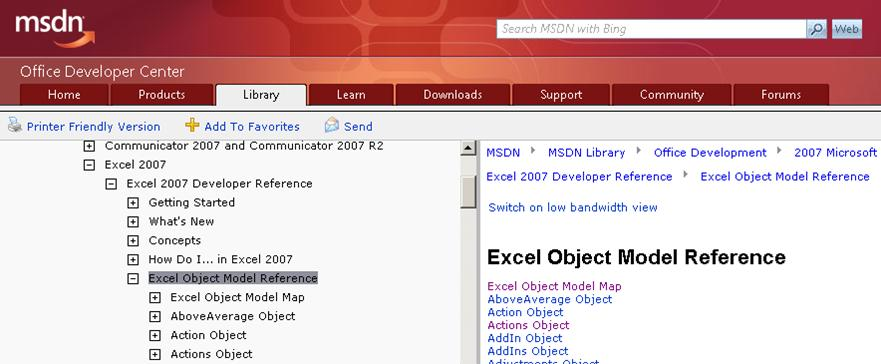 msdn
Search MSDN with Bing
Web
Office Developer Center
Home Products Library Learn Downloads Support Community Forums
Printer Friendly Version Add To Favorites Send
Communicator 2007 and Communicator 2007 R2
Excel 2007
Excel 2007 Developer Reference
Getting Started
What's New
Concepts
How Do I... in Excel 2007
Excel Object Model Reference
Excel Object Model Map
AboveAverage Object
Action Object
Actions Object
MSDN MSDN Library Office Development 2007 Microsoft
Excel 2007 Developer Reference Excel Object Model Reference
Switch on low bandwidth view
Excel Object Model Reference
Excel Object Model Map
AboveAverage Object
Action Object
Actions Object
AddIn Object
AddIns Object
Adjustments Object